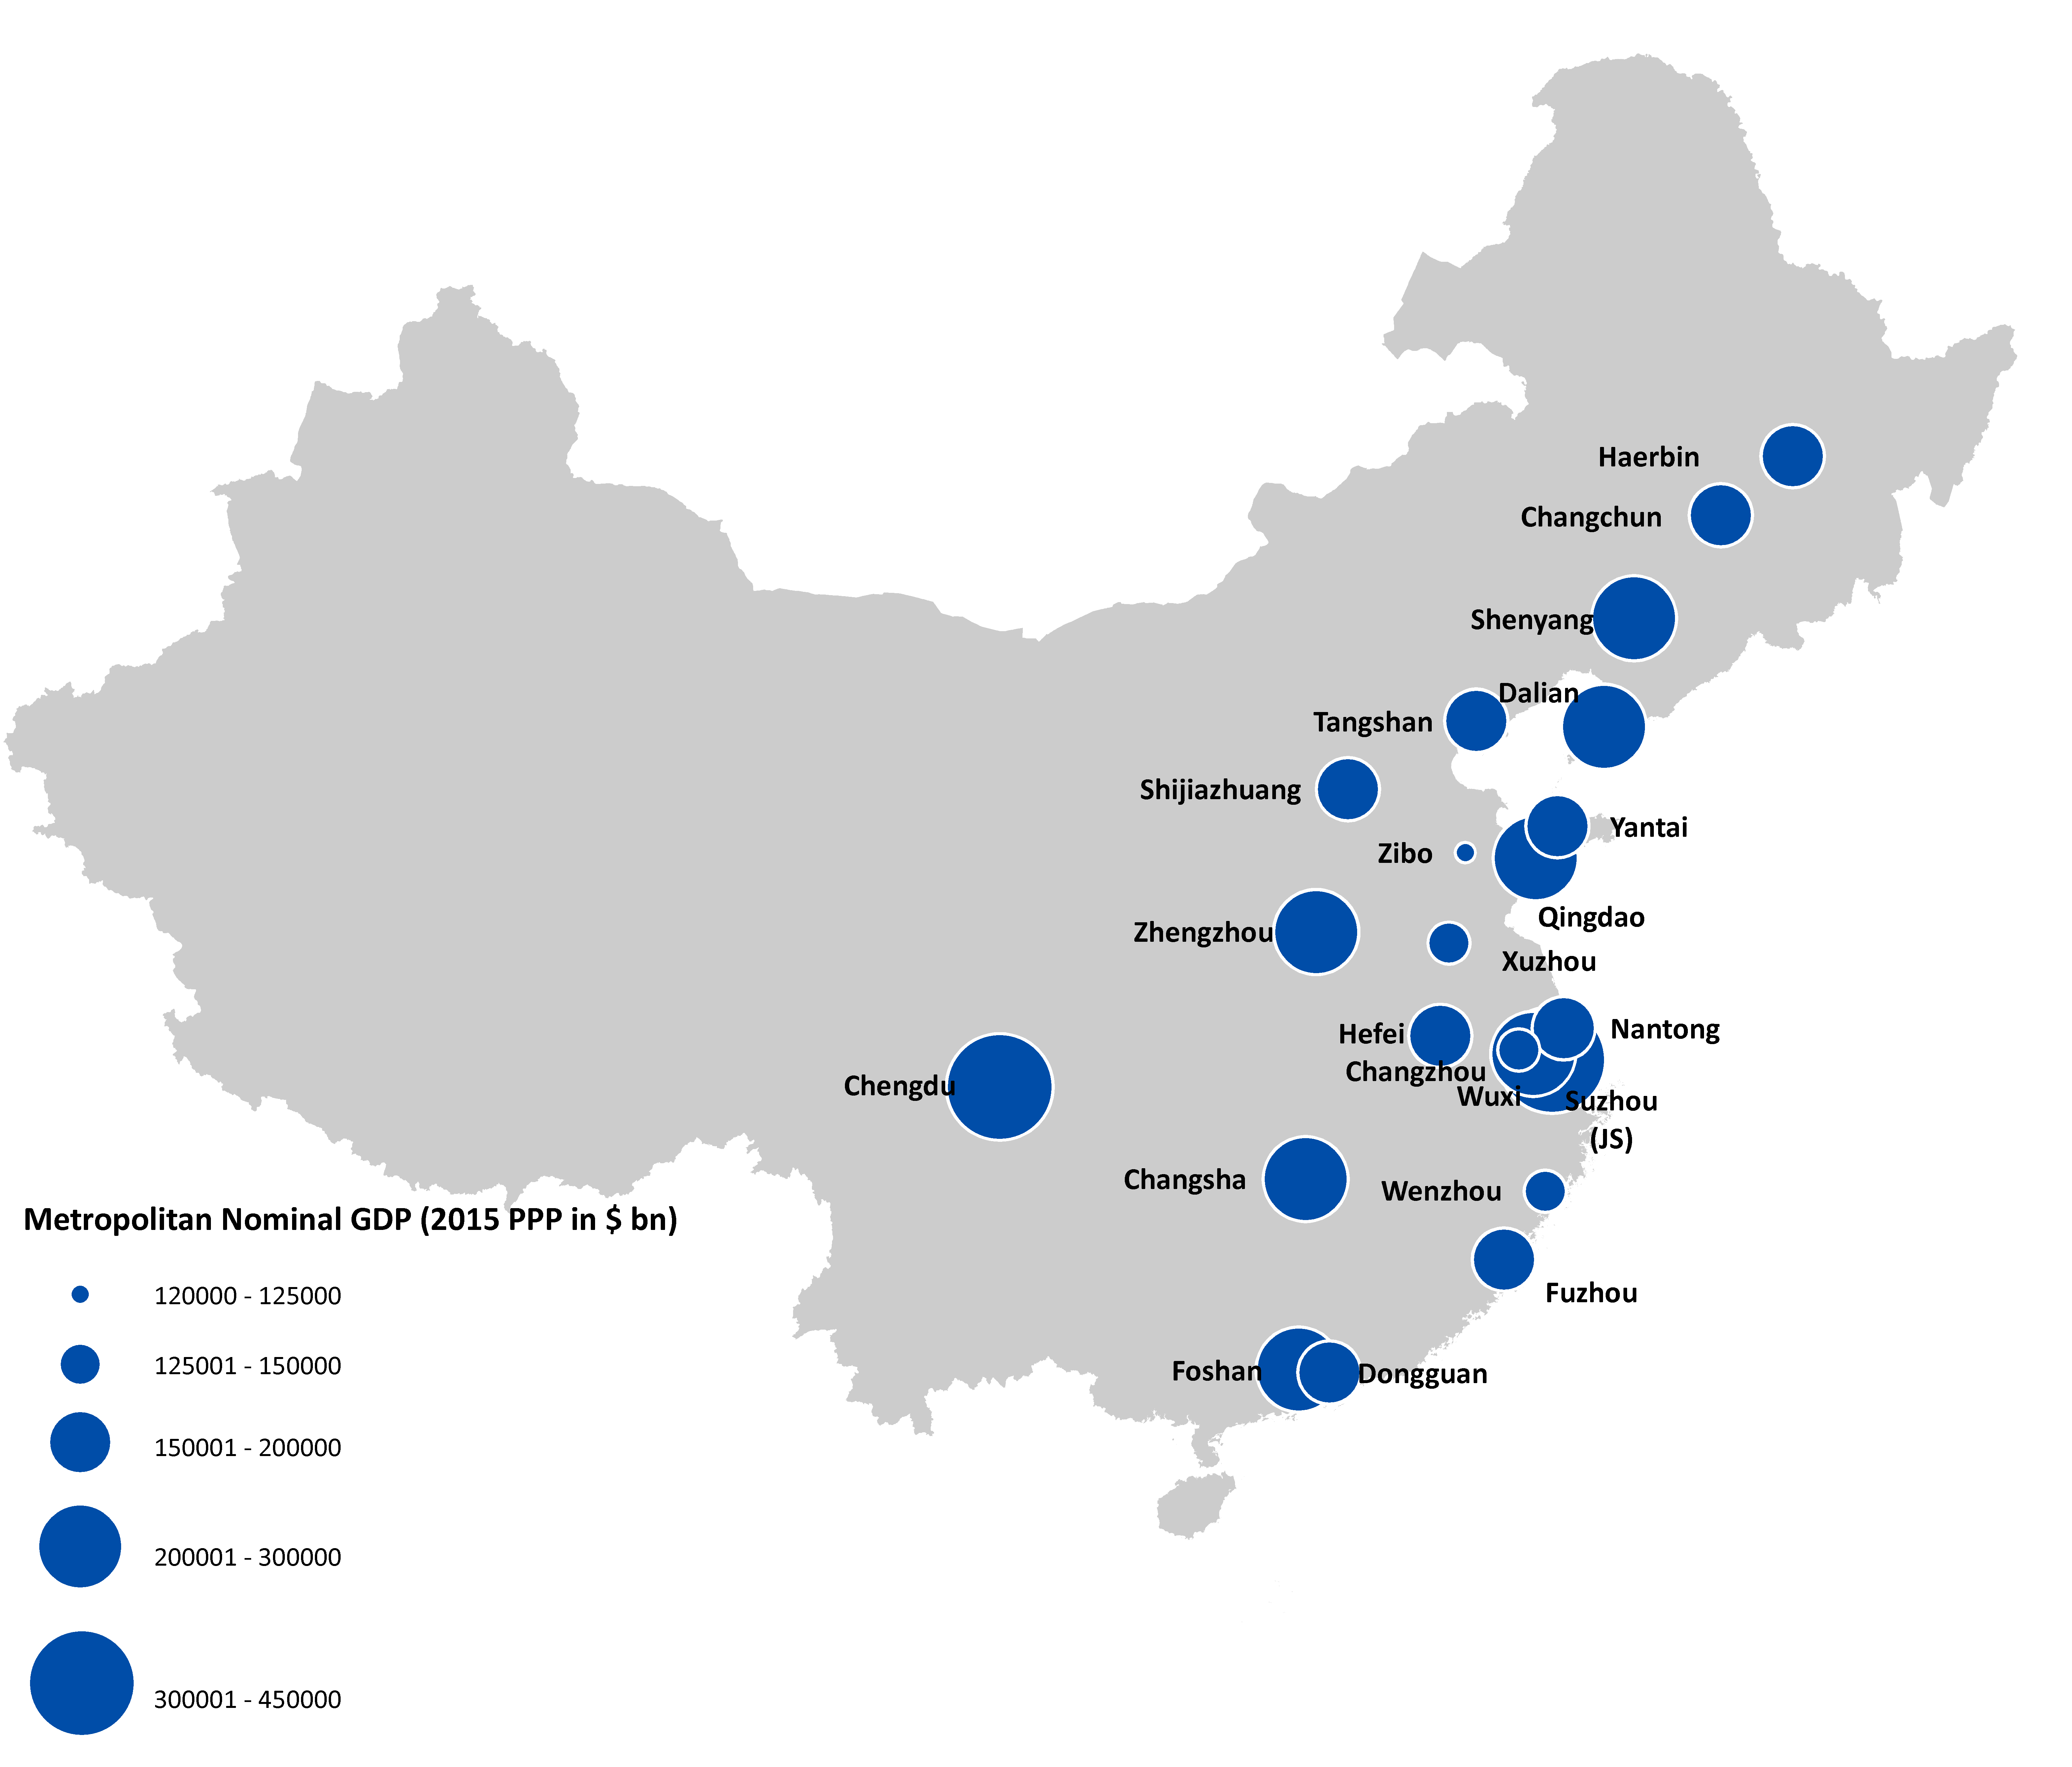 Haerbin
Changchun
Shenyang
Dalian
Tangshan
Shijiazhuang
Yantai
Zibo
Qingdao
Zhengzhou
Xuzhou
Nantong
Hefei
Changzhou
Chengdu
Wuxi
Suzhou
(JS)
Changsha
Wenzhou
Metropolitan Nominal GDP (2015 PPP in $ bn)
Fuzhou
120000 - 125000
125001 - 150000
Foshan
Dongguan
150001 - 200000
200001 - 300000
300001 - 450000